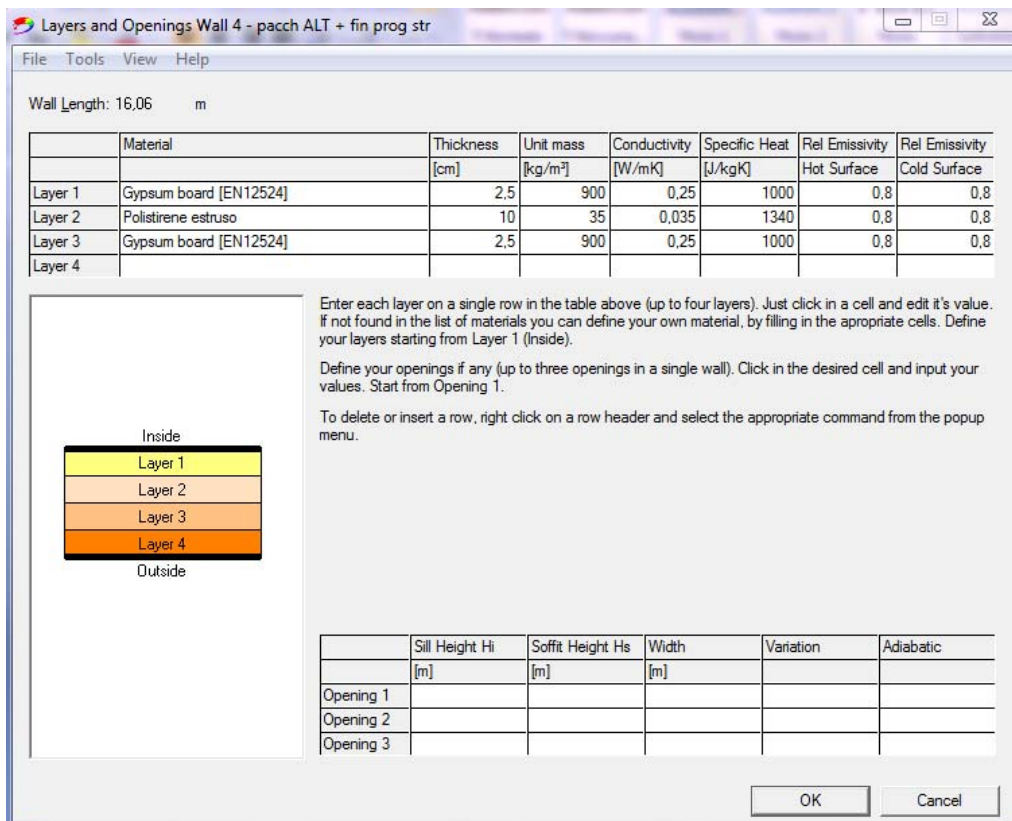 Layers and Openings Wall 4 - pacch ALT + fin prog str
File Tools View Help
Wall Length: 16,06 m
Material Thickness Unit mass Conductivity Specific Heat Rel Emissivity Rel Emissivity
[cm] [kg/m³] [W/mK] [J/kgK] Hot Surface Cold Surface
Layer 1 Gypsum board [EN12524] 2,5 900 0,25 1000 0,8 0,8
Layer 2 Polistirene estruso 10 35 0,035 1340 0,8 0,8
Layer 3 Gypsum board [EN12524] 2,5 900 0,25 1000 0,8 0,8
Layer 4
Enter each layer on a single row in the table above (up to four layers). Just click in a cell and edit it's value.
If not found in the list of materials you can define your own material, by filling in the apropriate cells. Define
your layers starting from Layer 1 (Inside).
Define your openings if any (up to three openings in a single wall). Click in the desired cell and input your
values. Start from Opening 1.
To delete or insert a row, right click on a row header and select the appropriate command from the popup
menu.
Inside
Layer 1
Layer 2
Layer 3
Layer 4
Outside
Sill Height Hi Soffit Height Hs Width Variation Adiabatic
[m] [m] [m]
Opening 1
Opening 2
Opening 3
OK Cancel